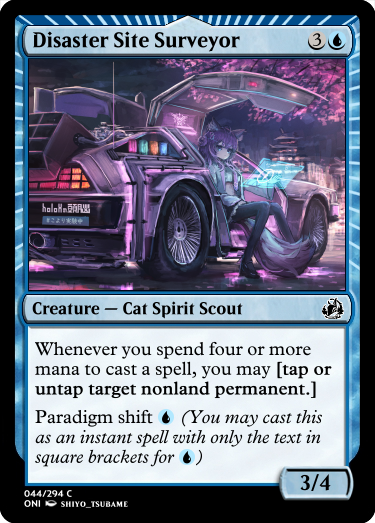 Disaster Site Surveyor 3
Creature — Cat Spirit Scout
Whenever you spend four or more
mana to cast a spell, you may [tap or
untap target nonland permanent.]
Paradigm shift (You may cast this
as an instant spell with only the text in
square brackets for )
3/4
044/294 C
ONI SHIYO_TSUBAME